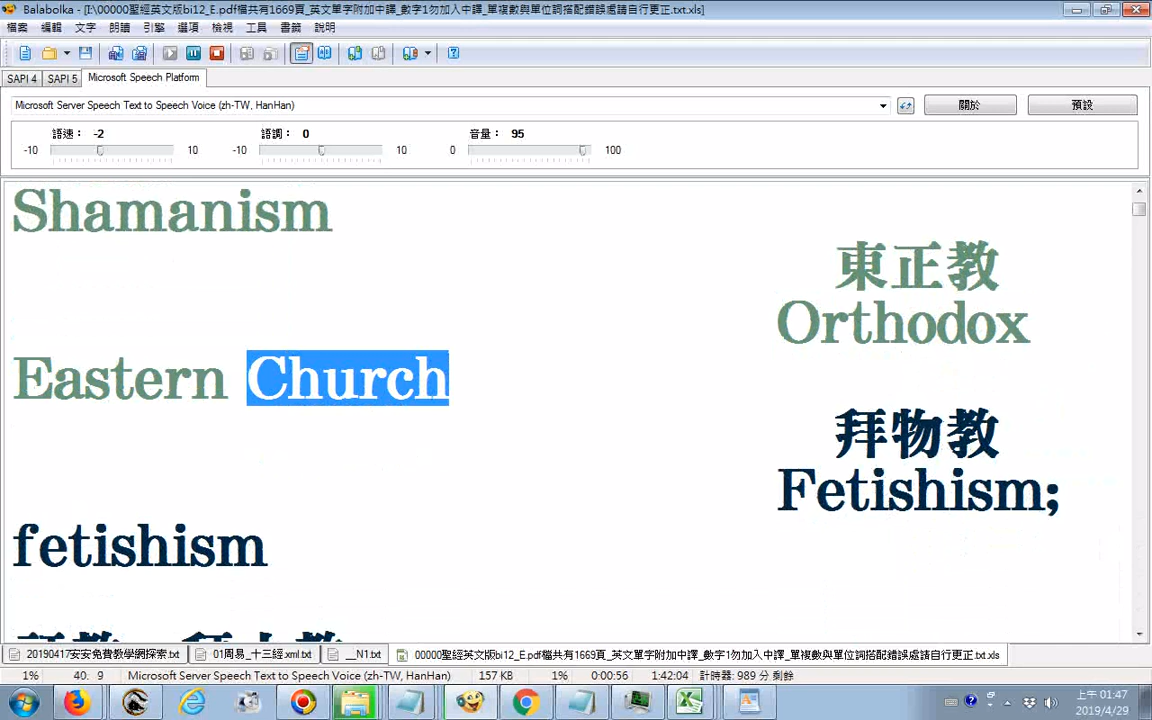 Balabolka - [I:\00000聖經英文版bi12_E.pdf檔共有1669頁_英文單字附加中譯_數字1勿加入中譯_單複數與單位詞搭配錯誤處請自行更正.txt.xls]
檔案 編輯 文字 朗讀 引擎 選項 檢視 工具 書籤 說明
SAPI 4 SAPI 5 Microsoft Speech Platform
Microsoft Server Speech Text to Speech Voice (zh-TW, HanHan) 關於 預設
語速： -2 語調： 0 音量： 95
-10 10 -10 10 0 100
Shamanism
東正教
Orthodox
Eastern Church
拜物教
Fetishism;
fetishism
20190417安安免費教學網探索.txt 01周易_十三經.xml.txt __N1.txt 00000聖經英文版bi12_E.pdf檔共有1669頁_英文單字附加中譯_數字1勿加入中譯_單複數與單位詞搭配錯誤處請自行更正.txt.xls
1% 40. 9 Microsoft Server Speech Text to Speech Voice (zh-TW, HanHan) 157 KB 1% 0:00:56 1:42:04 計時器: 989 分 剩餘
上午 01:47
2019/4/29